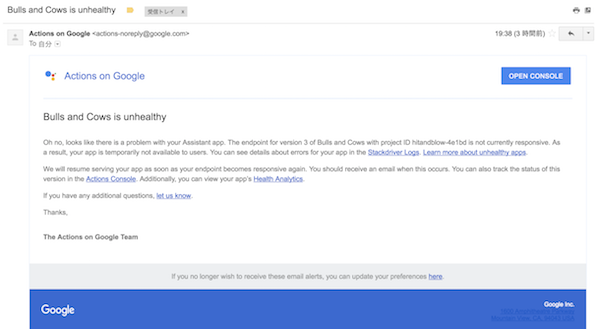 Bulls and Cows is unhealthy
受信トレイ x
Actions on Google <actions-noreply@google.com>
19:38 (3 時間前)
To 自分
Actions on Google
OPEN CONSOLE
Bulls and Cows is unhealthy
Oh no, looks like there is a problem with your Assistant app. The endpoint for version 3 of Bulls and Cows with project ID hitandblow-4e1bd is not currently responsive. As
a result, your app is temporarily not available to users. You can see details about errors for your app in the Stackdriver Logs. Learn more about unhealthy apps.
We will resume serving your app as soon as your endpoint becomes responsive again. You should receive an email when this occurs. You can also track the status of this
version in the Actions Console. Additionally, you can view your app's Health Analytics.
If you have any additional questions, let us know.
Thanks,
The Actions on Google Team
If you no longer wish to receive these email alerts, you can update your preferences here.
Google
Google Inc.